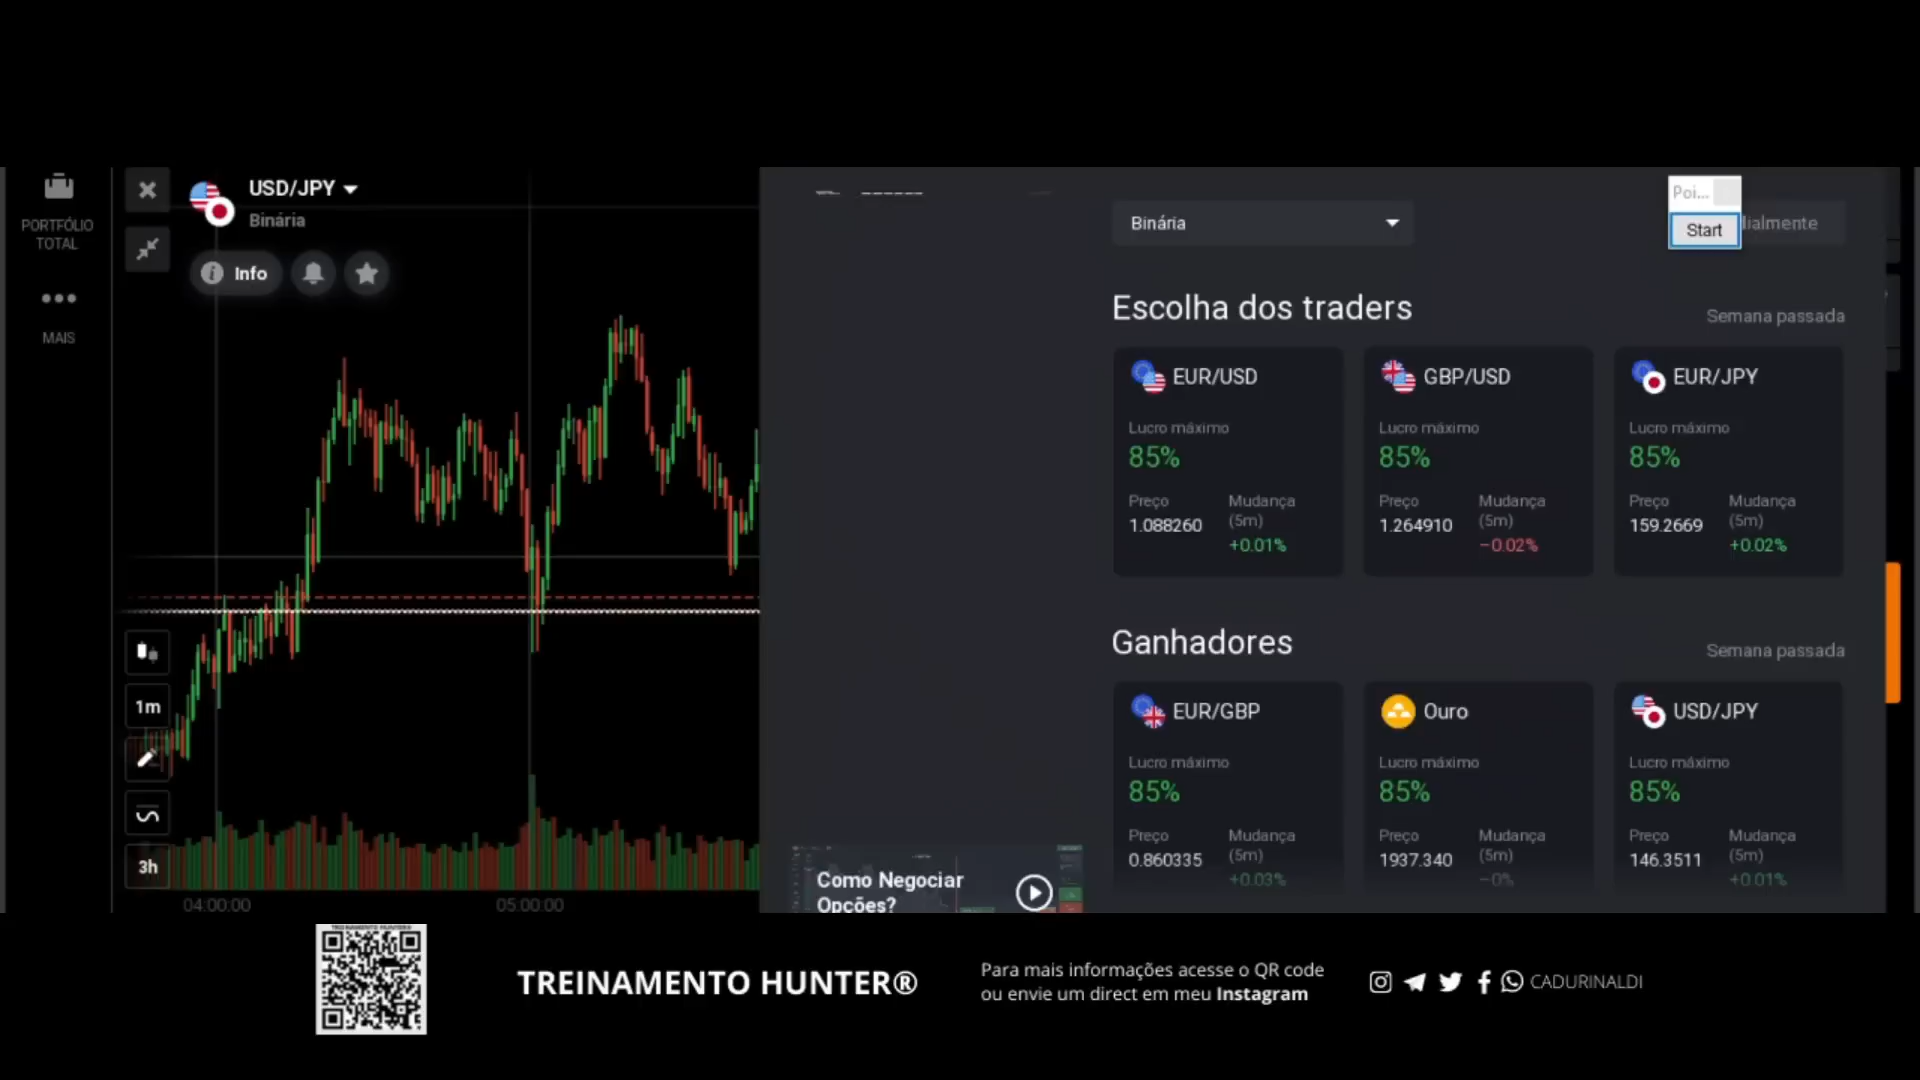 PORTFÓLIO
TOTAL
MAIS
USD/JPY
Binária
Info
1m
3h
04:00:00
05:00:00
Binária
Poi...
Start
ialmente
Escolha dos traders
Semana passada
EUR/USD
Lucro máximo
85%
Preço
1.088260
Mudança
(5m)
+0.01%
GBP/USD
Lucro máximo
85%
Preço
1.264910
Mudança
(5m)
−0.02%
EUR/JPY
Lucro máximo
85%
Preço
159.2669
Mudança
(5m)
+0.02%
Ganhadores
Semana passada
EUR/GBP
Lucro máximo
85%
Preço
0.860335
Mudança
(5m)
+0.03%
Ouro
Lucro máximo
85%
Preço
1937.340
Mudança
(5m)
−0%
USD/JPY
Lucro máximo
85%
Preço
146.3511
Mudança
(5m)
+0.01%
Como Negociar
Opções?
TREINAMENTO HUNTER®
Para mais informações acesse o QR code
ou envie um direct em meu Instagram
CADURINALDI